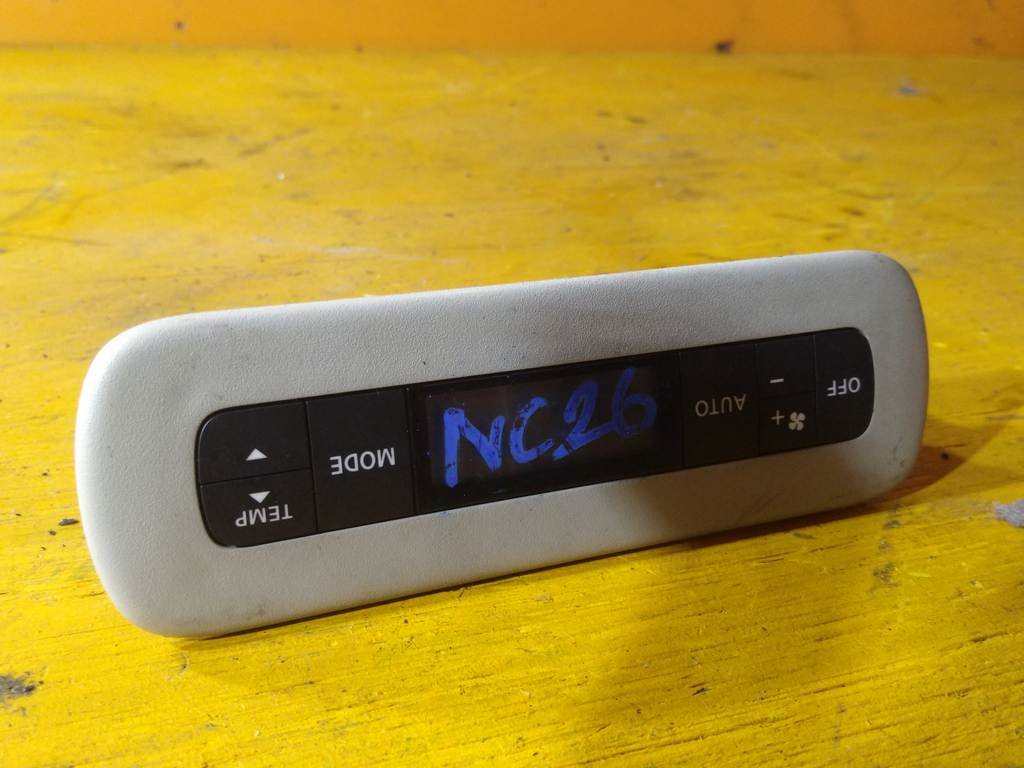 NC26
TEMP
MODE
AUTO
- +
OFF